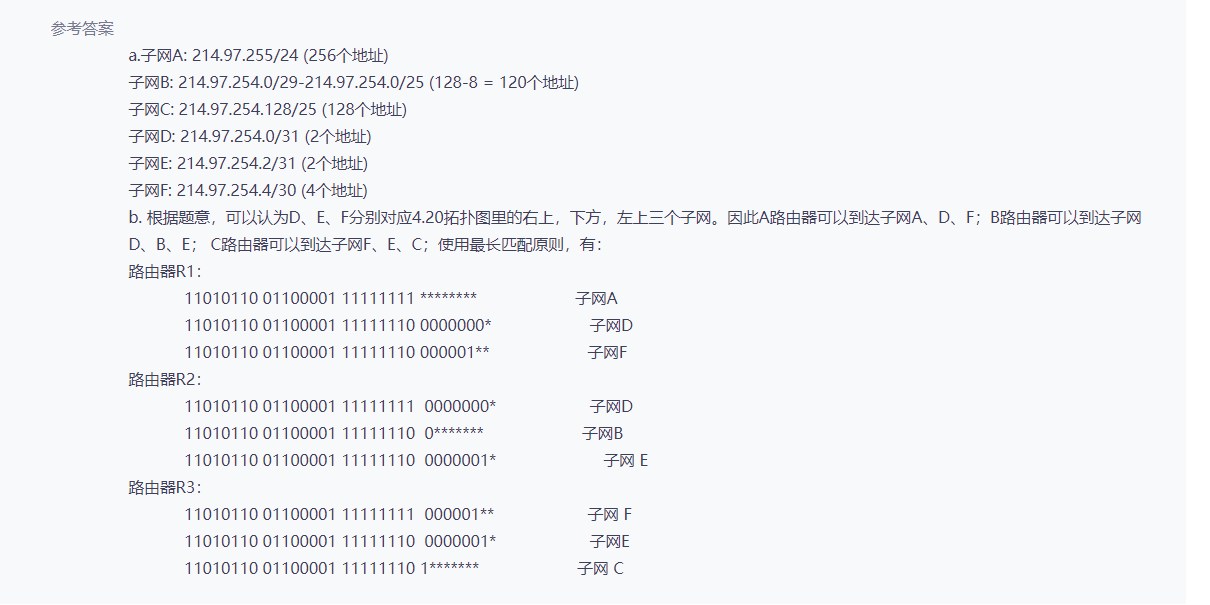 参考答案
a.子网A: 214.97.255/24 (256个地址)
子网B: 214.97.254.0/29-214.97.254.0/25 (128-8 = 120个地址)
子网C: 214.97.254.128/25 (128个地址)
子网D: 214.97.254.0/31 (2个地址)
子网E: 214.97.254.2/31 (2个地址)
子网F: 214.97.254.4/30 (4个地址)
b. 根据题意，可以认为D、E、F分别对应4.20拓扑图里的右上，下方，左上三个子网。因此A路由器可以到达子网A、D、F；B路由器可以到达子网
D、B、E； C路由器可以到达子网F、E、C；使用最长匹配原则，有：
路由器R1：
11010110 01100001 11111111 ******** 子网A
11010110 01100001 11111110 0000000* 子网D
11010110 01100001 11111110 000001** 子网F
路由器R2：
11010110 01100001 11111111 0000000* 子网D
11010110 01100001 11111110 0******* 子网B
11010110 01100001 11111110 0000001* 子网 E
路由器R3：
11010110 01100001 11111111 000001** 子网 F
11010110 01100001 11111110 0000001* 子网E
11010110 01100001 11111110 1******* 子网 C